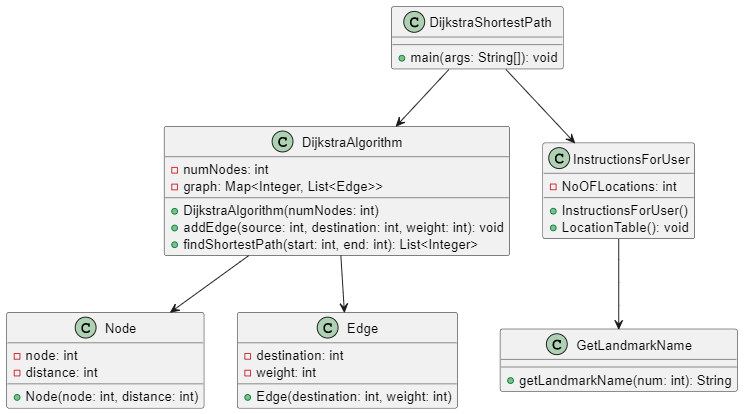 C DijkstraShortestPath
main(args: String[]): void
C DijkstraAlgorithm
numNodes: int
graph: Map<Integer, List<Edge>>
DijkstraAlgorithm(numNodes: int)
addEdge(source: int, destination: int, weight: int): void
findShortestPath(start: int, end: int): List<Integer>
C InstructionsForUser
NoOFLocations: int
InstructionsForUser()
LocationTable(): void
C Node
node: int
distance: int
Node(node: int, distance: int)
C Edge
destination: int
weight: int
Edge(destination: int, weight: int)
C GetLandmarkName
getLandmarkName(num: int): String